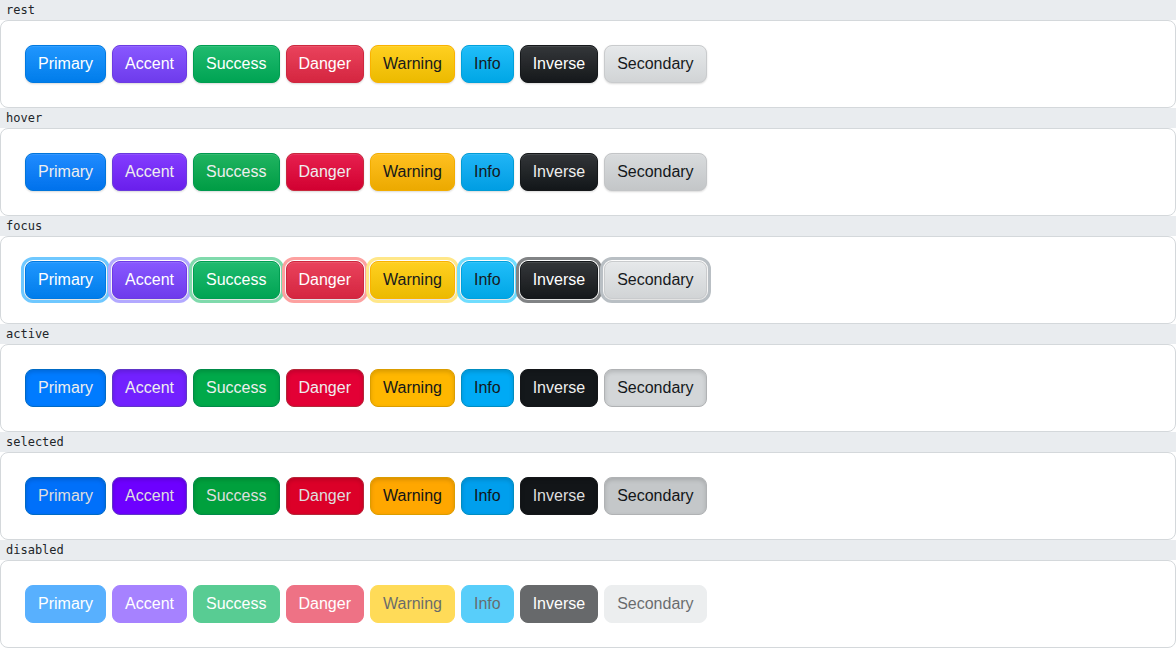 rest
Primary Accent Success Danger Warning Info Inverse Secondary
hover
Primary Accent Success Danger Warning Info Inverse Secondary
focus
Primary Accent Success Danger Warning Info Inverse Secondary
active
Primary Accent Success Danger Warning Info Inverse Secondary
selected
Primary Accent Success Danger Warning Info Inverse Secondary
disabled
Primary Accent Success Danger Warning Info Inverse Secondary